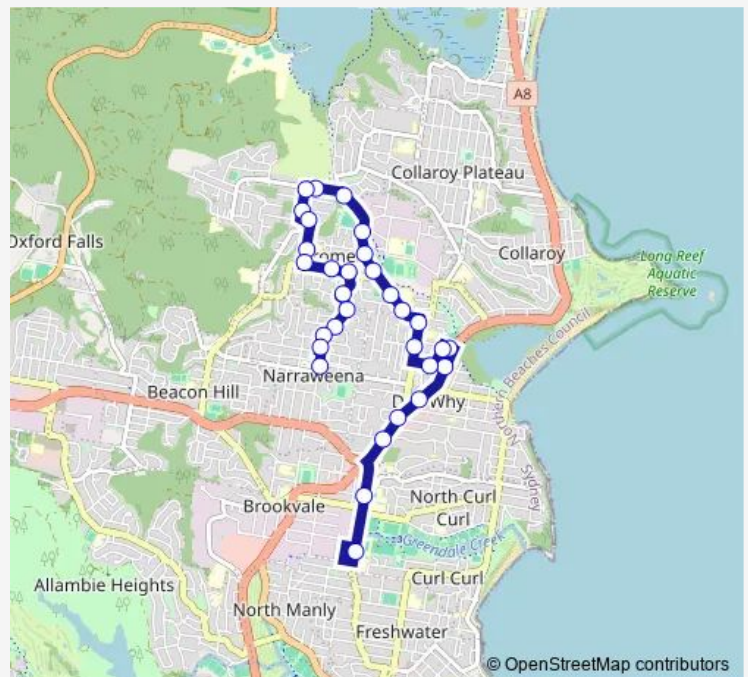 A8
Collaroy Plateau
Oxford Falls
Collaroy
Long Reef
Aquatic
Reserve
Northern Beaches Council
Narraweena
Beacon Hill
Why
Sydney
North Curl
Curl
Brookvale
Greendale Creek
Curl Curl
Allambie Heights
North Manly
Freshwater
© OpenStreetMap contributors